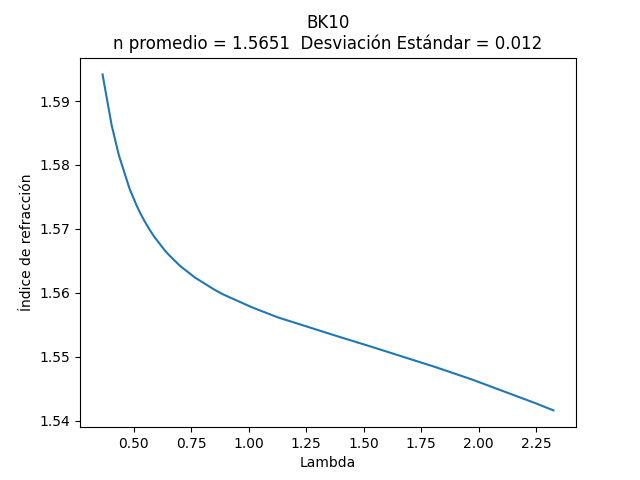 BK10
n promedio = 1.5651  Desviación Estándar = 0.012
Índice de refracción
1.59
1.58
1.57
1.56
1.55
1.54
0.50 0.75 1.00 1.25 1.50 1.75 2.00 2.25
Lambda